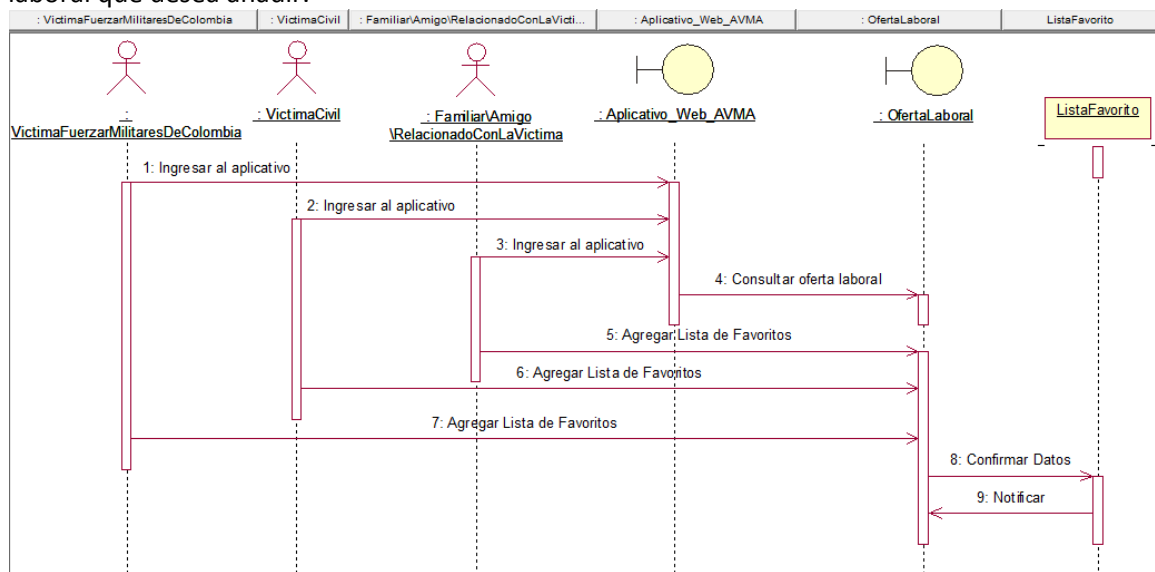 laboral que desea añadir.
: VictimaFuerzarMilitaresDeColombia
: VictimaCivil
: Familiar\Amigo\RelacionadoConLaVicti...
: Aplicativo_Web_AVMA
: OfertaLaboral
ListaFavorito
:
VictimaFuerzarMilitaresDeColombia
: VictimaCivil
: Familiar\Amigo
\RelacionadoConLaVictima
: Aplicativo_Web_AVMA
: OfertaLaboral
ListaFavorito
1: Ingresar al aplicativo
2: Ingresar al aplicativo
3: Ingresar al aplicativo
4: Consultar oferta laboral
5: Agregar Lista de Favoritos
6: Agregar Lista de Favoritos
7: Agregar Lista de Favoritos
8: Confirmar Datos
9: Notificar